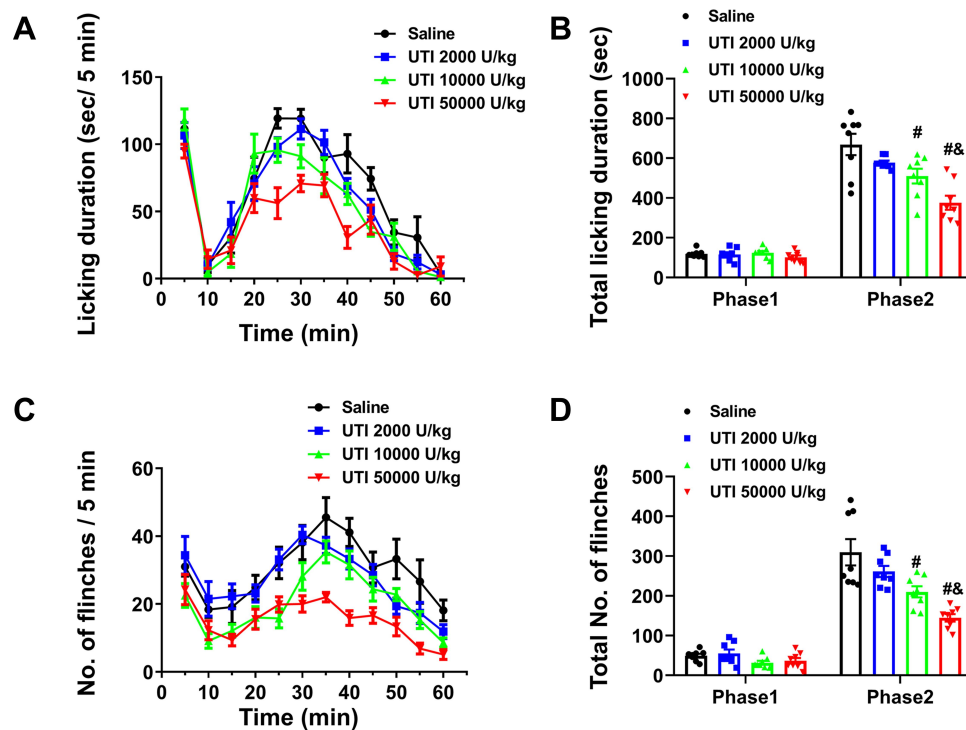 A
Saline
UTI 2000 U/kg
UTI 10000 U/kg
UTI 50000 U/kg
Licking duration (sec/ 5 min)
150
100
50
0
0 10 20 30 40 50 60
Time (min)
B
Saline
UTI 2000 U/kg
UTI 10000 U/kg
UTI 50000 U/kg
Total licking duration (sec)
1000
800
600
400
200
0
#
#&
Phase1 Phase2
C
Saline
UTI 2000 U/kg
UTI 10000 U/kg
UTI 50000 U/kg
No. of flinches / 5 min
60
40
20
0
0 10 20 30 40 50 60
Time (min)
D
Saline
UTI 2000 U/kg
UTI 10000 U/kg
UTI 50000 U/kg
Total No. of flinches
500
400
300
200
100
0
#
#&
Phase1 Phase2